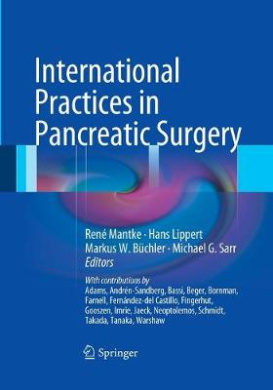 International
Practices in
Pancreatic Surgery
René Mantke · Hans Lippert
Markus W. Büchler · Michael G. Sarr
Editors
With contributions by
Adams, Andrén-Sandberg, Bassi, Beger, Bornman,
Farnell, Fernández-del Castillo, Fingerhut,
Gooszen, Imrie, Jaeck, Neoptolemos, Schmidt,
Takada, Tanaka, Warshaw
Springer